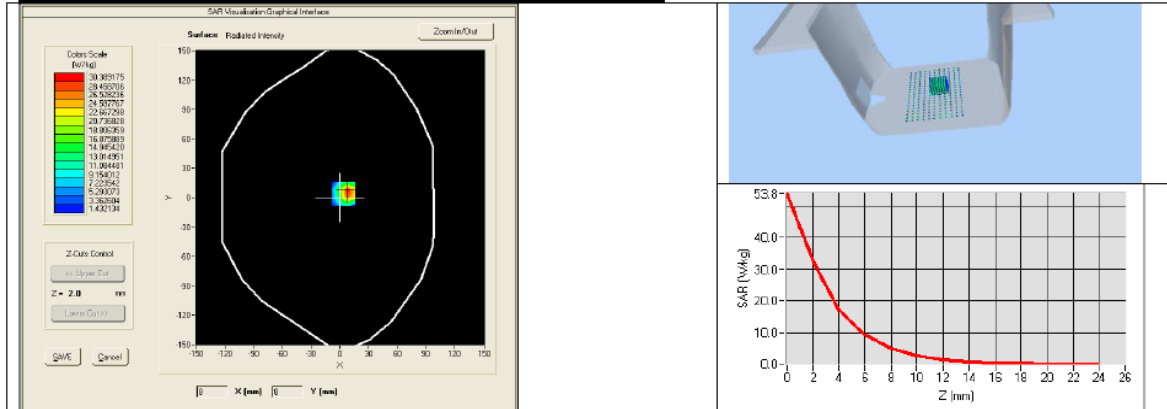 SAR Visualisation Graphical Interface
Surface Radiated Intensity
Zoom In/Out
Colors Scale
(W/kg)
30.389175
28.458706
26.528236
24.597767
22.667298
20.736828
18.806359
16.875889
14.945420
13.014951
11.084481
9.154012
7.223542
5.293073
3.362604
1.432134
Z-Cuts Control
<< Upper Cut
Z = 2.0 mm
Lower Cut >>
SAVE Cancel
150
120
90
60
30
0
-30
-60
-90
-120
-150
Y
-150 -120 -90 -60 -30 0 30 60 90 120 150
X
8 X (mm) 8 Y (mm)
53.8
40.0
30.0
20.0
10.0
0.0
SAR (W/kg)
0 2 4 6 8 10 12 14 16 18 20 22 24 26
Z (mm)